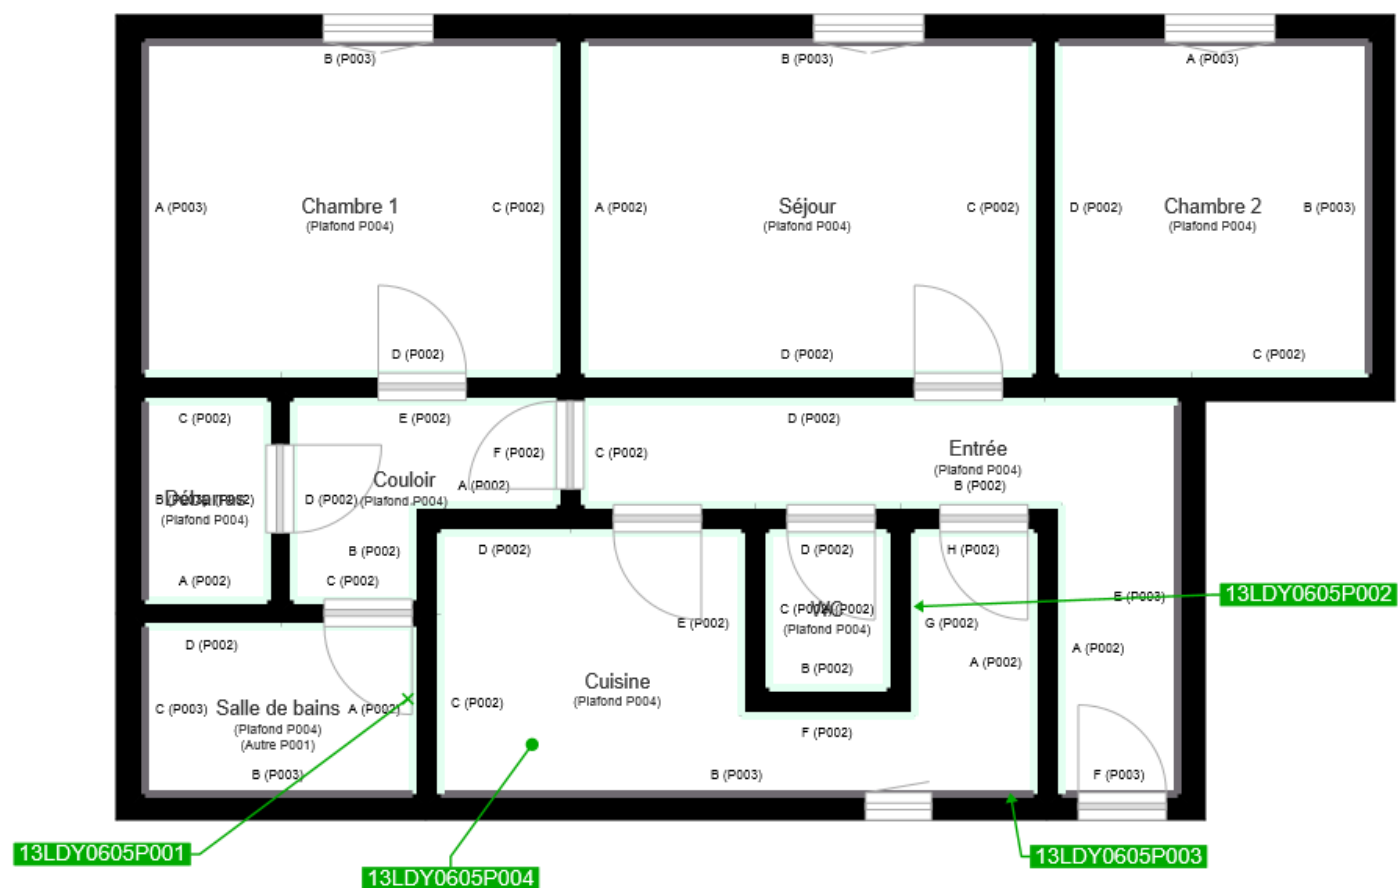 B (P003)
B (P003)
A (P003)
A (P003)
Chambre 1
(Plafond P004)
C (P002)
A (P002)
Séjour
(Plafond P004)
C (P002)
D (P002)
Chambre 2
(Plafond P004)
B (P003)
D (P002)
D (P002)
C (P002)
C (P002)
E (P002)
D (P002)
F (P002)
C (P002)
Entrée
(Plafond P004)
B (P002)
Couloir
(Plafond P004)
A (P002)
Débarras
(Plafond P004)
D (P002)
B (P002)
A (P002)
C (P002)
D (P002)
D (P002)
H (P002)
E (P003)
13LDY0605P002
WC
(Plafond P004)
E (P002)
G (P002)
D (P002)
B (P002)
A (P002)
A (P002)
Cuisine
(Plafond P004)
C (P003)
Salle de bains
(Plafond P004)
(Autre P001)
A (P002)
C (P002)
F (P002)
B (P003)
B (P003)
F (P003)
13LDY0605P001
13LDY0605P004
13LDY0605P003